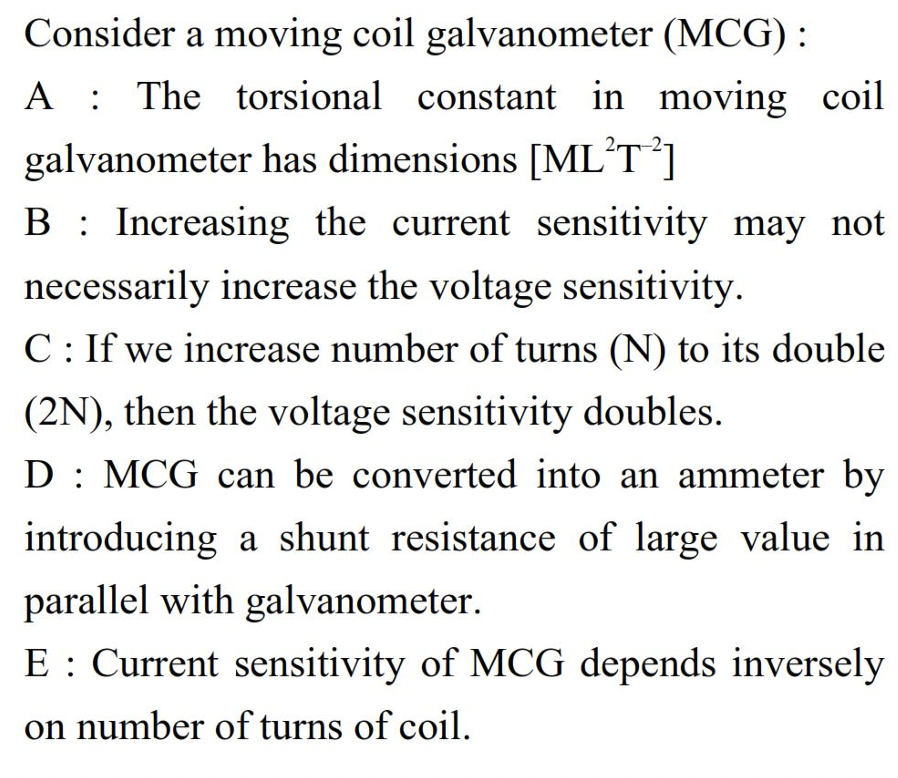 Consider a moving coil galvanometer (MCG) :
A : The torsional constant in moving coil
galvanometer has dimensions [ML²T⁻²]
B : Increasing the current sensitivity may not
necessarily increase the voltage sensitivity.
C : If we increase number of turns (N) to its double
(2N), then the voltage sensitivity doubles.
D : MCG can be converted into an ammeter by
introducing a shunt resistance of large value in
parallel with galvanometer.
E : Current sensitivity of MCG depends inversely
on number of turns of coil.